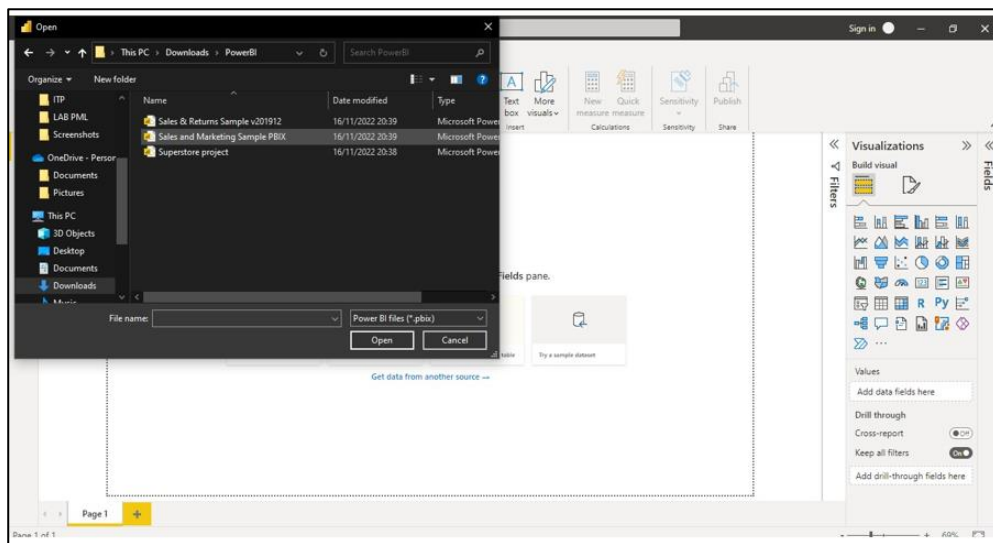 Open
This PC > Downloads > PowerBI
Search PowerBI
Organize
New folder
Name
Date modified
Type
ITP
LAB PML
Screenshots
OneDrive - Person
Documents
Pictures
This PC
3D Objects
Desktop
Documents
Downloads
Music
Sales & Returns Sample v201912
16/11/2022 20:39
Microsoft Power
Sales and Marketing Sample PBIX
16/11/2022 20:39
Microsoft Power
Superstore project
16/11/2022 20:38
Microsoft Power
File name:
Power BI files (*.pbix)
Open
Cancel
Sign in
Text box
More visuals
Insert
New measure
Quick measure
Calculations
Sensitivity
Sensitivity
Publish
Share
Fields pane.
table
Try a sample dataset
Get data from another source →
Filters
Visualizations
Build visual
R
Py
123
Values
Add data fields here
Drill through
Cross-report
Off
Keep all filters
On
Add drill-through fields here
Fields
Page 1
Page 1 of 1
69%